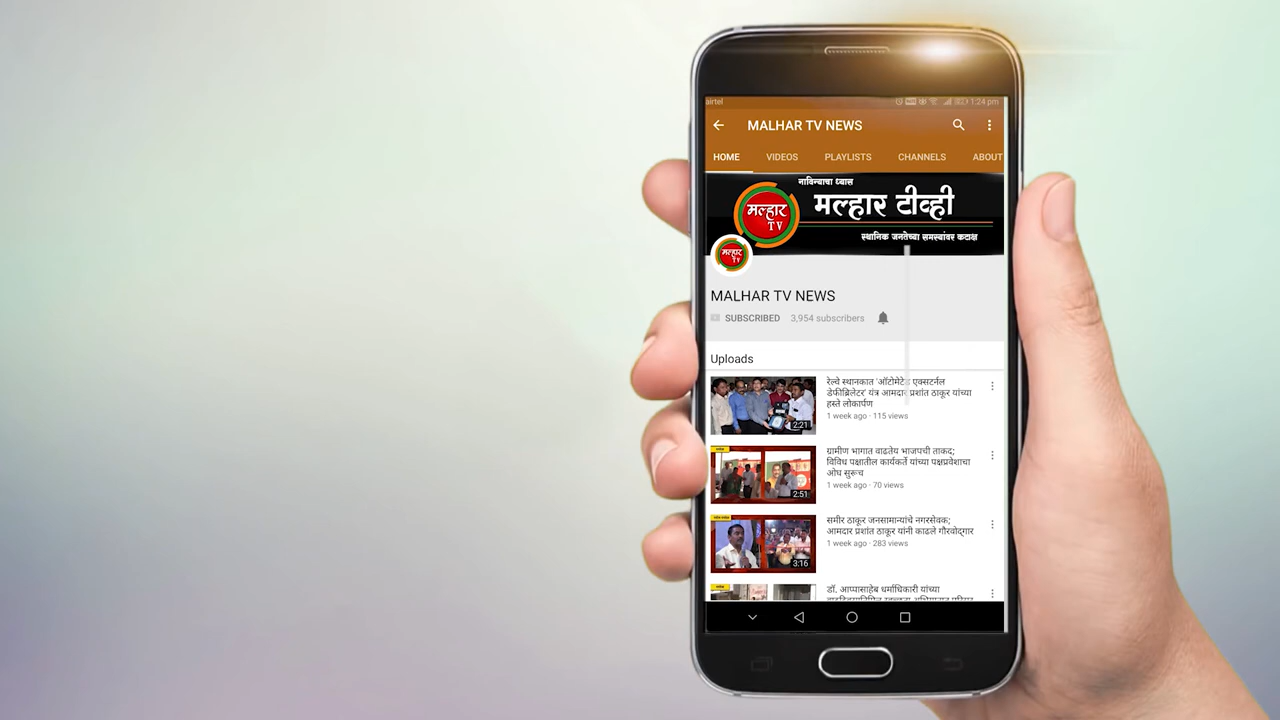 airtel
1:24 pm
MALHAR TV NEWS
HOME VIDEOS PLAYLISTS CHANNELS ABOUT
नाविन्याचा ध्यास
मल्हार टीव्ही
मल्हार
TV
स्थानिक जनतेच्या समस्यांवर कटाक्ष
मल्हार
TV
MALHAR TV NEWS
SUBSCRIBED 3,954 subscribers
Uploads
रेल्वे स्थानकात 'ऑटोमेटेड एक्सटर्नल
डेफीब्रिलेटर' यंत्र आमदार प्रशांत ठाकूर यांच्या
हस्ते लोकार्पण
1 week ago · 115 views
2:21
ग्रामीण भागात वाढतेय भाजपची ताकद;
विविध पक्षातील कार्यकर्ते यांच्या पक्षप्रवेशाचा
ओघ सुरूच
1 week ago · 70 views
2:51
समीर ठाकूर जनसामान्यांचे नगरसेवक;
आमदार प्रशांत ठाकूर यांनी काढले गौरवोद्गार
1 week ago · 283 views
3:16
डॉ. आप्पासाहेब धर्माधिकारी यांच्या